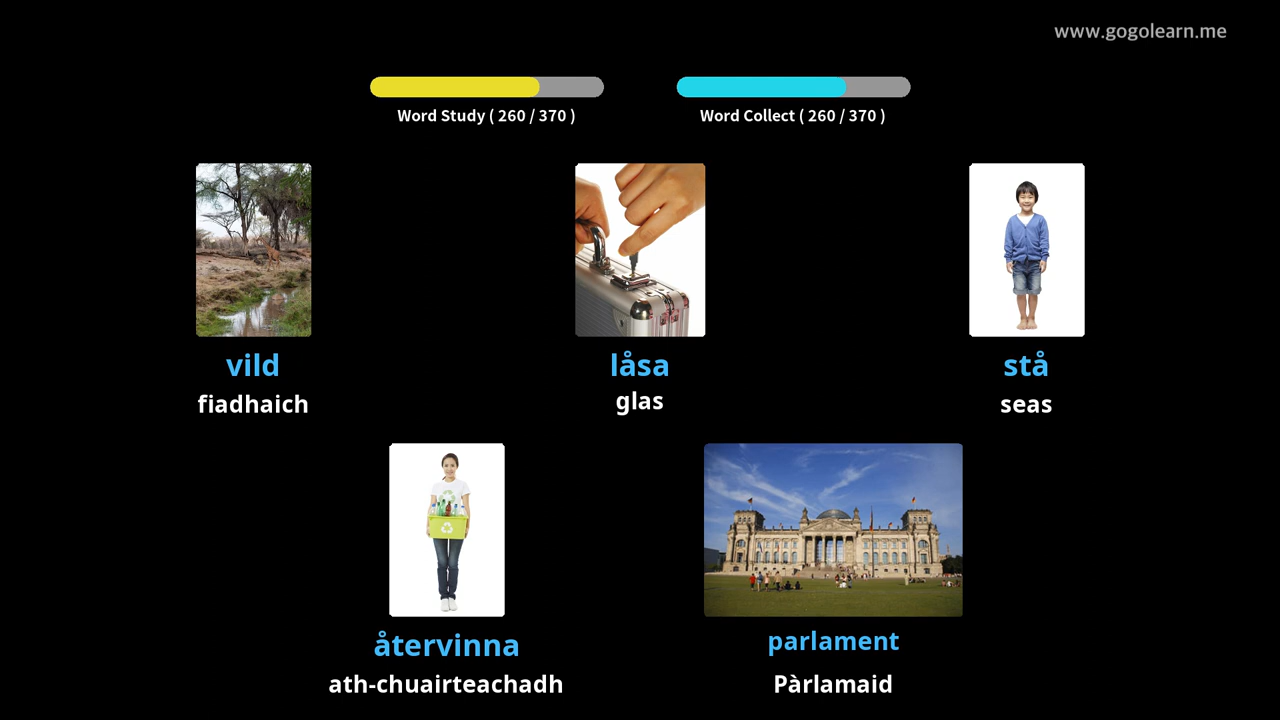 www.gogolearn.me
Word Study ( 260 / 370 )
Word Collect ( 260 / 370 )
vild
fiadhaich
låsa
glas
stå
seas
återvinna
ath-chuairteachadh
parlament
Pàrlamaid